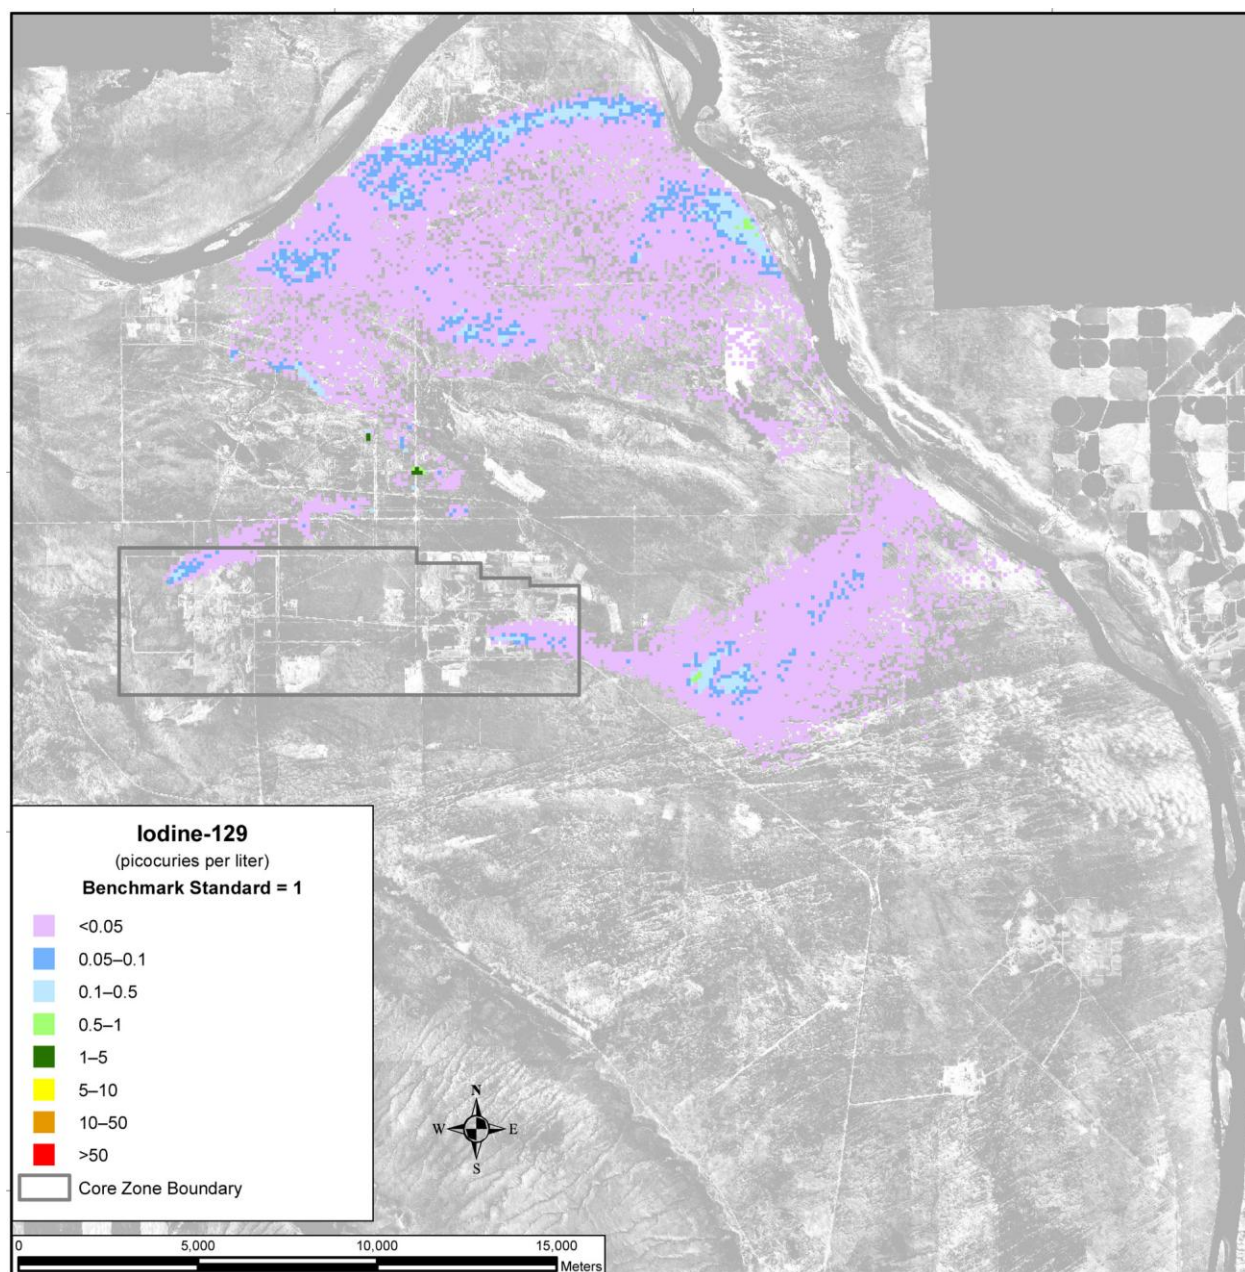 Iodine-129
(picocuries per liter)
Benchmark Standard = 1
<0.05
0.05–0.1
0.1–0.5
0.5–1
1–5
5–10
10–50
>50
Core Zone Boundary
N
W E
S
0 5,000 10,000 15,000
Meters